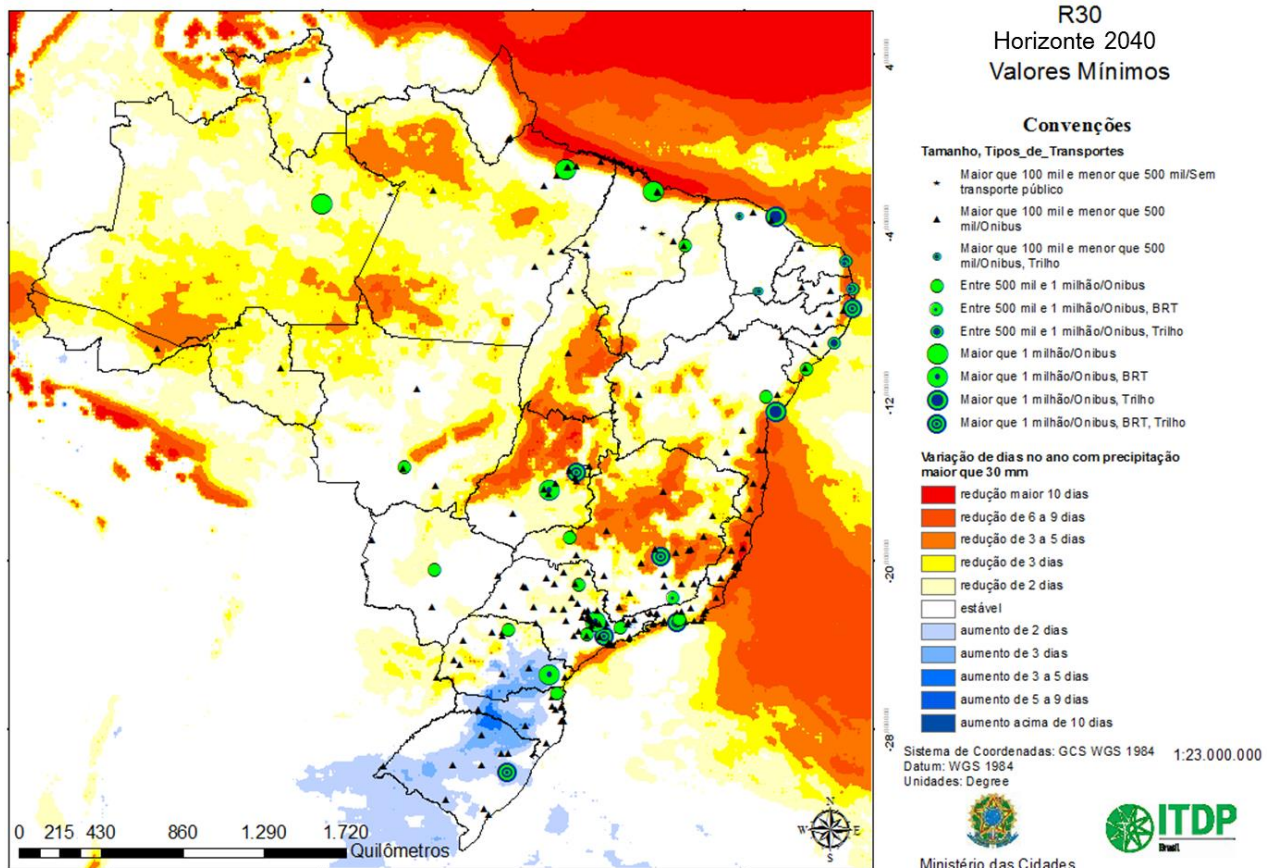 R30
Horizonte 2040
Valores Mínimos
Convenções
Tamanho, Tipos_de_Transportes
Maior que 100 mil e menor que 500 mil/Sem
transporte público
Maior que 100 mil e menor que 500
mil/Onibus
Maior que 100 mil e menor que 500
mil/Onibus, Trilho
Entre 500 mil e 1 milhão/Onibus
Entre 500 mil e 1 milhão/Onibus, BRT
Entre 500 mil e 1 milhão/Onibus, Trilho
Maior que 1 milhão/Onibus
Maior que 1 milhão/Onibus, BRT
Maior que 1 milhão/Onibus, Trilho
Maior que 1 milhão/Onibus, BRT, Trilho
Variação de dias no ano com precipitação
maior que 30 mm
redução maior 10 dias
redução de 6 a 9 dias
redução de 3 a 5 dias
redução de 3 dias
redução de 2 dias
estável
aumento de 2 dias
aumento de 3 dias
aumento de 3 a 5 dias
aumento de 5 a 9 dias
aumento acima de 10 dias
Sistema de Coordenadas: GCS WGS 1984
1:23.000.000
Datum: WGS 1984
Unidades: Degree
ITDP
Brasil
Ministério das Cidades
4
-4
-12
-20
-28
N
W E
S
0 215 430 860 1.290 1.720
Quilômetros